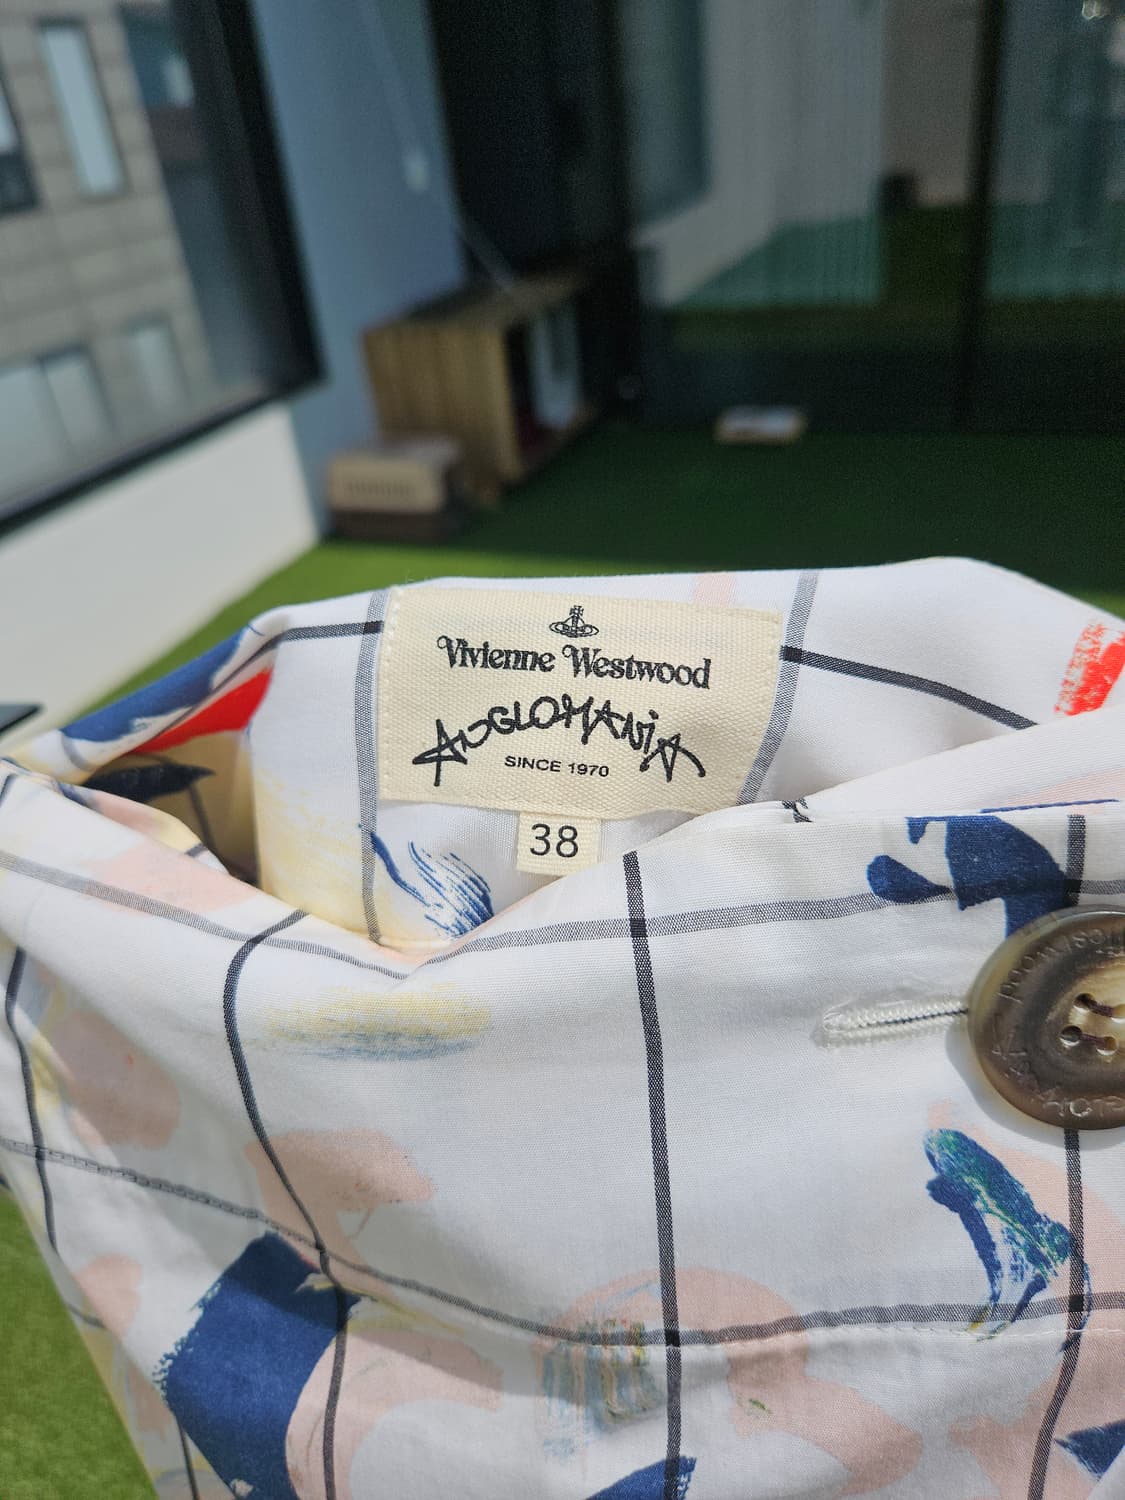 Vivienne Westwood
ANGLOMANiA
SINCE 1970
38